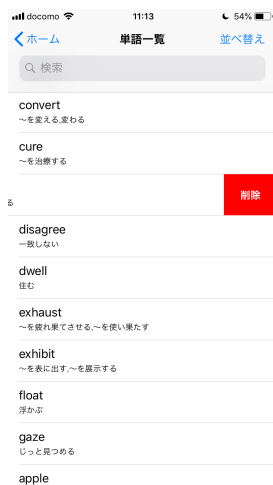 docomo 11:13 54%
ホーム 単語一覧 並べ替え
検索
convert
〜を変える,変わる
cure
〜を治療する
削除
る
disagree
一致しない
dwell
住む
exhaust
〜を疲れ果てさせる,〜を使い果たす
exhibit
〜を表に出す,〜を展示する
float
浮かぶ
gaze
じっと見つめる
apple